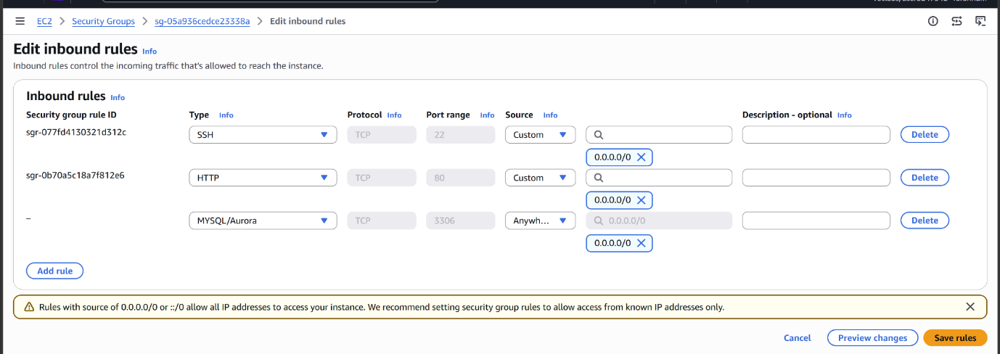 EC2 > Security Groups > sg-05a936cedce23338a > Edit inbound rules
Edit inbound rules Info
Inbound rules control the incoming traffic that's allowed to reach the instance.
Inbound rules Info
Security group rule ID Type Info Protocol Info Port range Info Source Info Description - optional Info
sgr-077fd4130321d312c SSH TCP 22 Custom Delete
0.0.0.0/0
sgr-0b70a5c18a7f812e6 HTTP TCP 80 Custom Delete
0.0.0.0/0
– MYSQL/Aurora TCP 3306 Anywh... 0.0.0.0/0 Delete
0.0.0.0/0
Add rule
Rules with source of 0.0.0.0/0 or ::/0 allow all IP addresses to access your instance. We recommend setting security group rules to allow access from known IP addresses only.
Cancel Preview changes Save rules